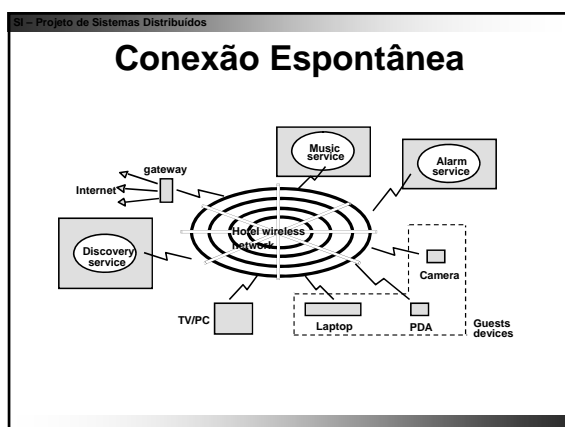 SI – Projeto de Sistemas Distribuídos
Conexão Espontânea
Music
service
Alarm
service
gateway
Internet
Hotel wireless
network
Discovery
service
Camera
TV/PC
Laptop
PDA
Guests
devices